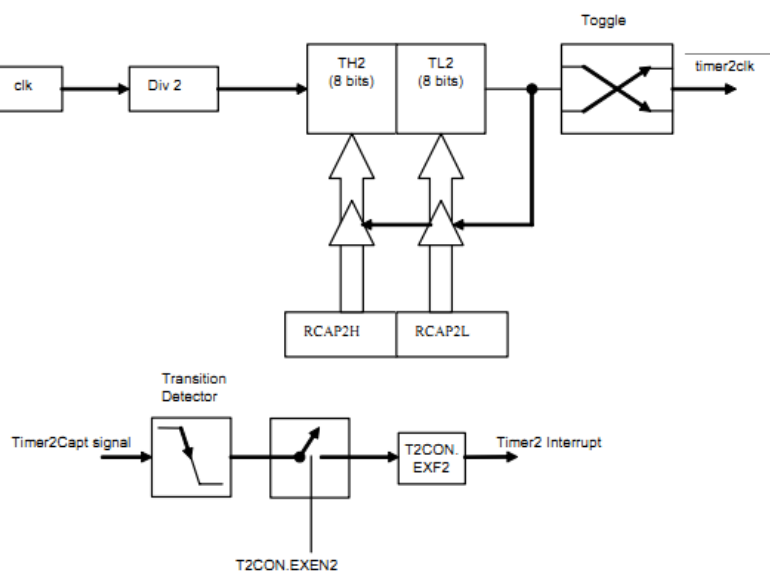 Toggle
clk
Div 2
TH2
(8 bits)
TL2
(8 bits)
timer2clk
RCAP2H
RCAP2L
Transition
Detector
Timer2Capt signal
T2CON.
EXF2
Timer2 Interrupt
T2CON.EXEN2